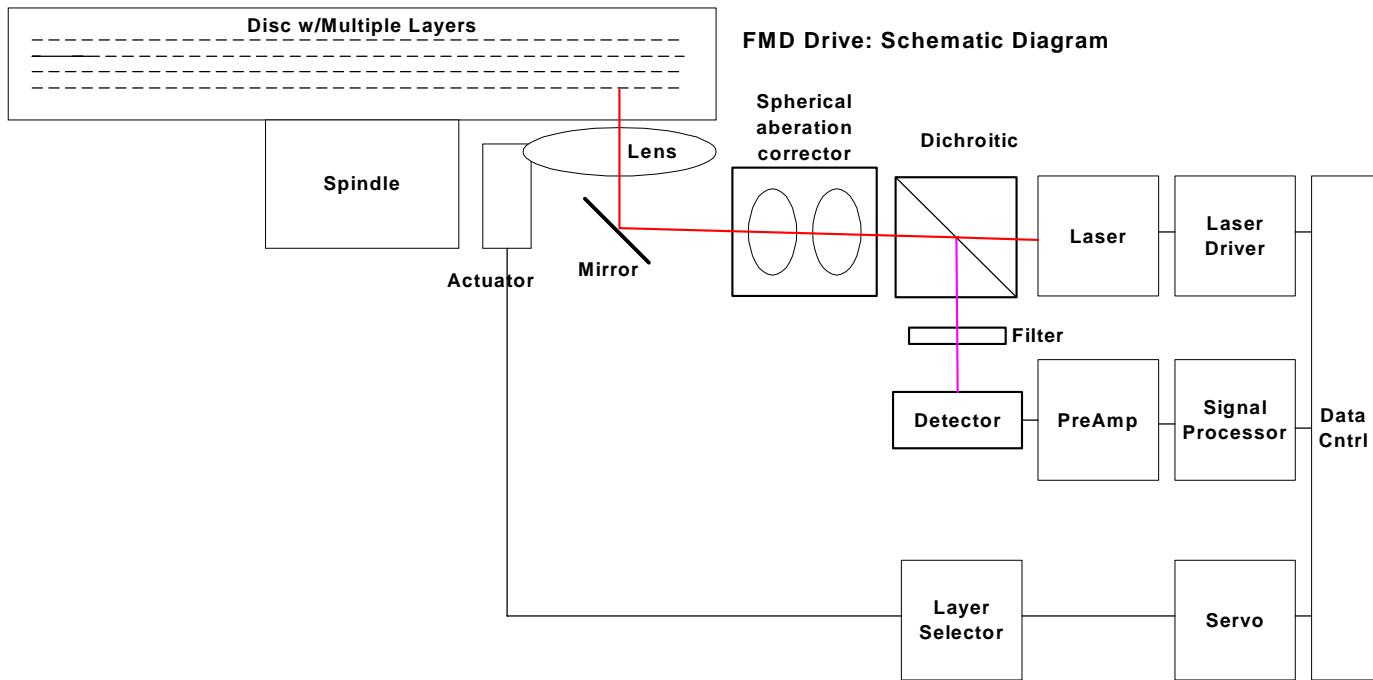 Disc w/Multiple Layers
FMD Drive: Schematic Diagram
Spherical
aberation
corrector
Dichroitic
Lens
Spindle
Laser
Laser
Driver
Mirror
Actuator
Filter
Detector
PreAmp
Signal
Processor
Data
Cntrl
Layer
Selector
Servo